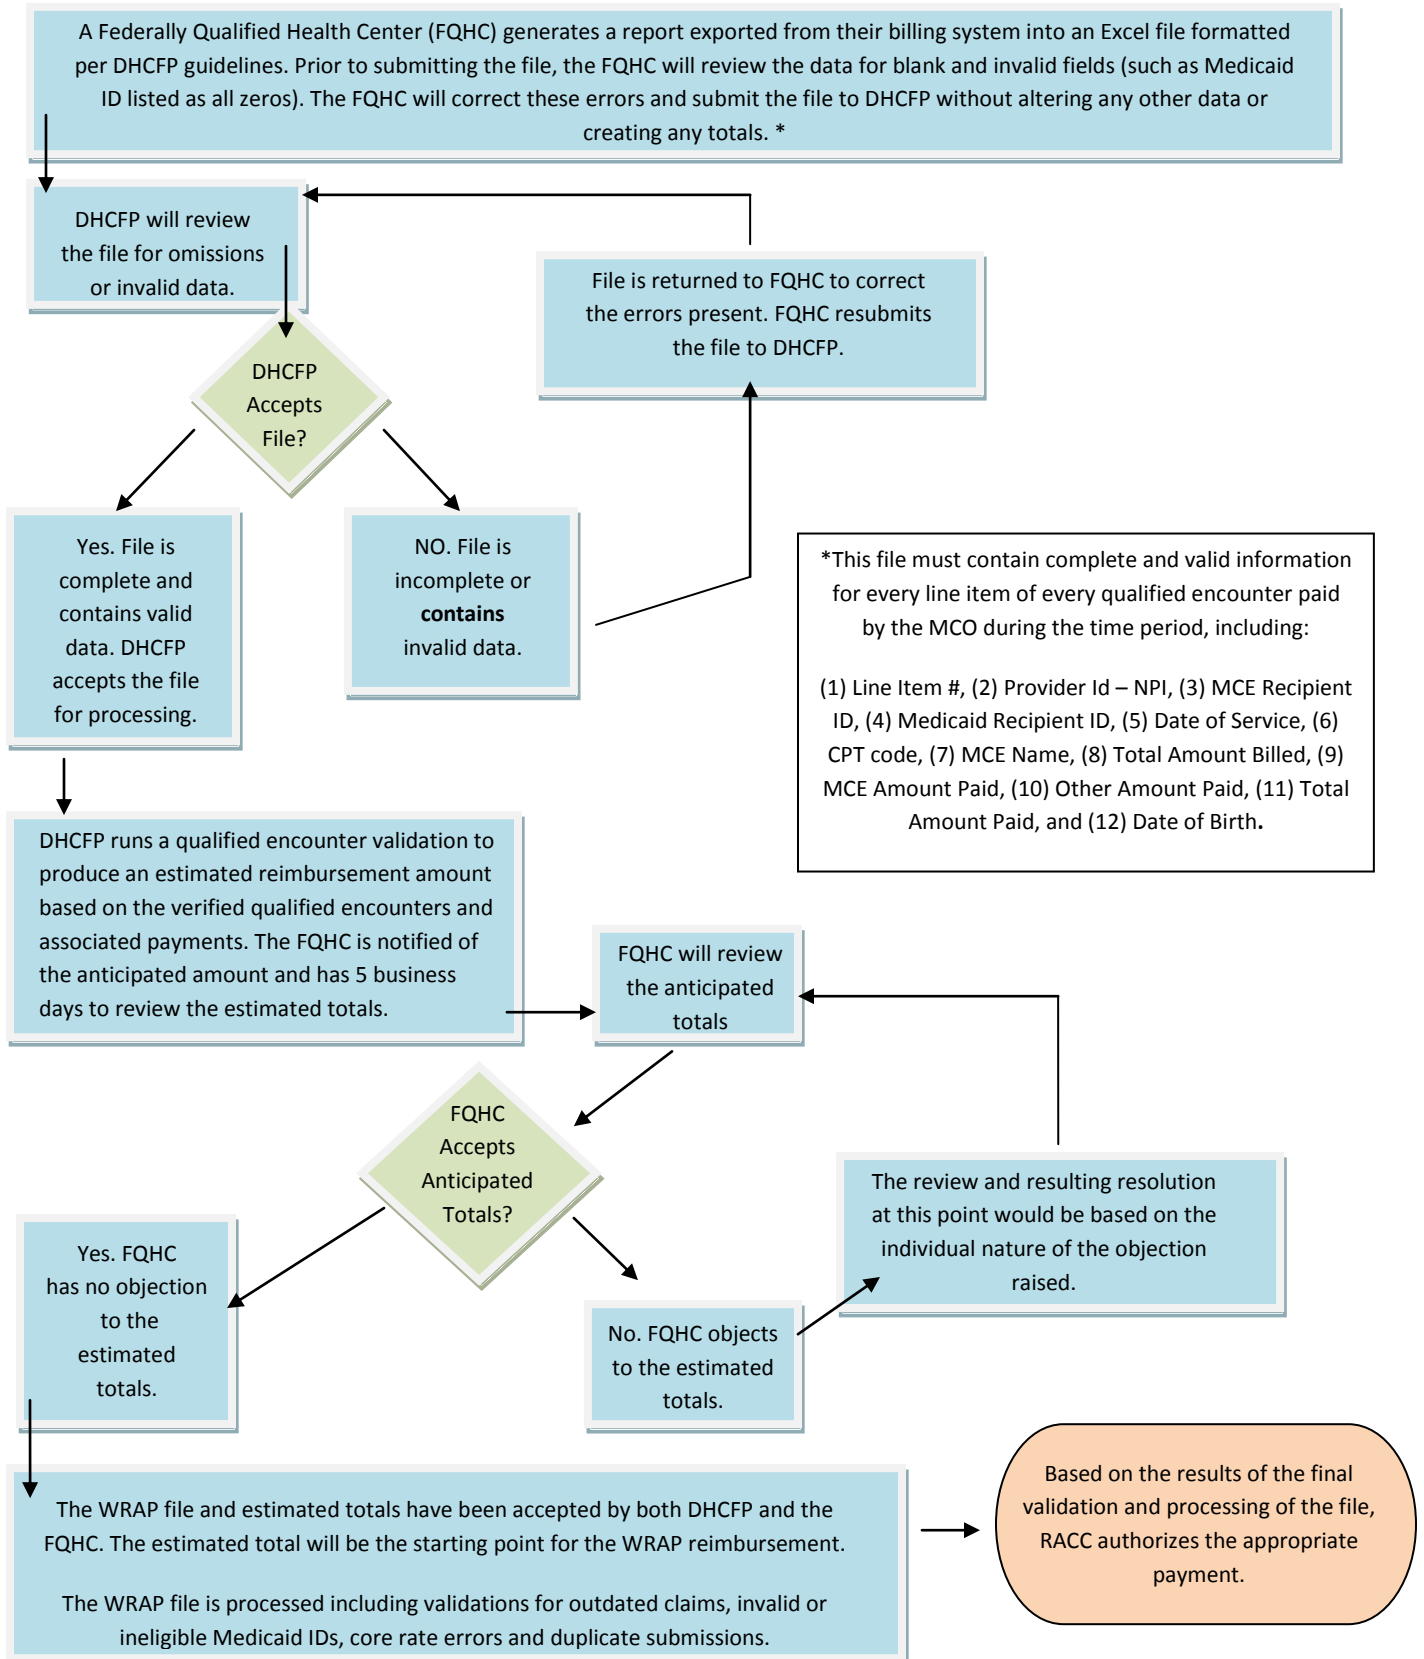 A Federally Qualified Health Center (FQHC) generates a report exported from their billing system into an Excel file formatted
per DHCFP guidelines. Prior to submitting the file, the FQHC will review the data for blank and invalid fields (such as Medicaid
ID listed as all zeros). The FQHC will correct these errors and submit the file to DHCFP without altering any other data or
creating any totals. *
DHCFP will review
the file for omissions
or invalid data.
File is returned to FQHC to correct
the errors present. FQHC resubmits
the file to DHCFP.
DHCFP
Accepts
File?
Yes. File is
complete and
contains valid
data. DHCFP
accepts the file
for processing.
NO. File is
incomplete or
contains
invalid data.
*This file must contain complete and valid information
for every line item of every qualified encounter paid
by the MCO during the time period, including:
(1) Line Item #, (2) Provider Id – NPI, (3) MCE Recipient
ID, (4) Medicaid Recipient ID, (5) Date of Service, (6)
CPT code, (7) MCE Name, (8) Total Amount Billed, (9)
MCE Amount Paid, (10) Other Amount Paid, (11) Total
Amount Paid, and (12) Date of Birth.
DHCFP runs a qualified encounter validation to
produce an estimated reimbursement amount
based on the verified qualified encounters and
associated payments. The FQHC is notified of
the anticipated amount and has 5 business
days to review the estimated totals.
FQHC will review
the anticipated
totals
FQHC
Accepts
Anticipated
Totals?
The review and resulting resolution
at this point would be based on the
individual nature of the objection
raised.
Yes. FQHC
has no objection
to the
estimated
totals.
No. FQHC objects
to the estimated
totals.
The WRAP file and estimated totals have been accepted by both DHCFP and the
FQHC. The estimated total will be the starting point for the WRAP reimbursement.
The WRAP file is processed including validations for outdated claims, invalid or
ineligible Medicaid IDs, core rate errors and duplicate submissions.
Based on the results of the final
validation and processing of the file,
RACC authorizes the appropriate
payment.